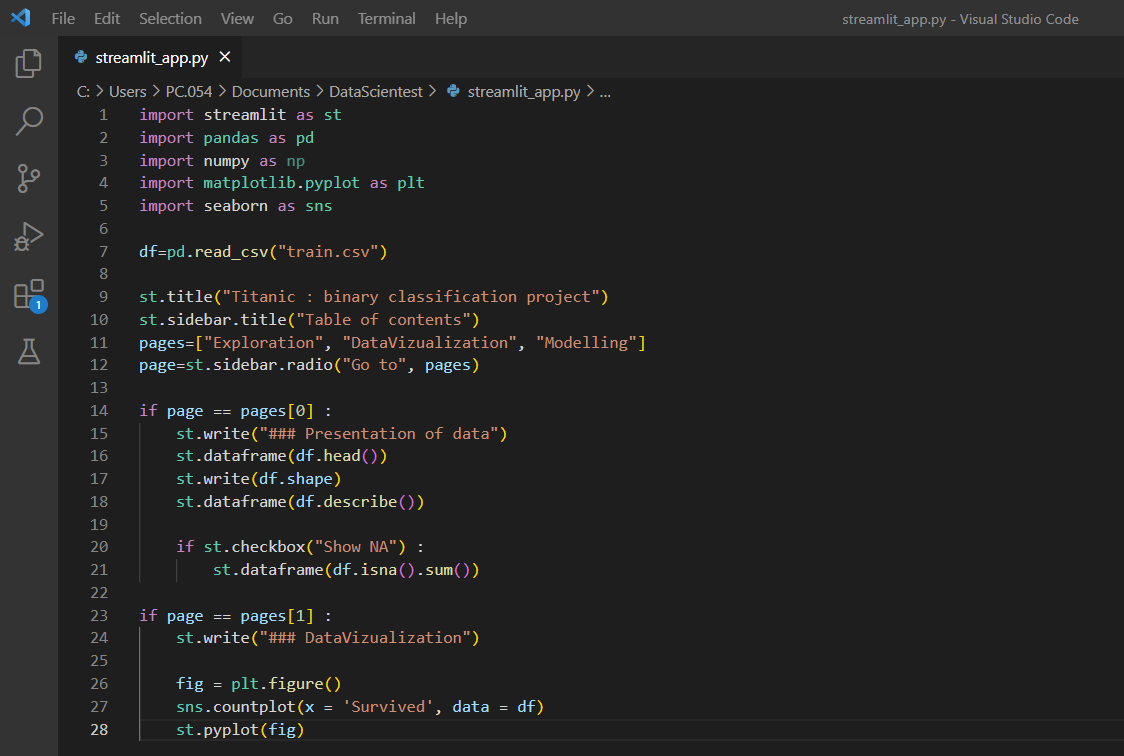 File Edit Selection View Go Run Terminal Help streamlit_app.py - Visual Studio Code
streamlit_app.py ×
C: > Users > PC.054 > Documents > DataScientest > streamlit_app.py > ...
1 import streamlit as st
2 import pandas as pd
3 import numpy as np
4 import matplotlib.pyplot as plt
5 import seaborn as sns
6
7 df=pd.read_csv("train.csv")
8
9 st.title("Titanic : binary classification project")
10 st.sidebar.title("Table of contents")
11 pages=["Exploration", "DataVizualization", "Modelling"]
12 page=st.sidebar.radio("Go to", pages)
13
14 if page == pages[0] :
15     st.write("### Presentation of data")
16     st.dataframe(df.head())
17     st.write(df.shape)
18     st.dataframe(df.describe())
19
20     if st.checkbox("Show NA") :
21         st.dataframe(df.isna().sum())
22
23 if page == pages[1] :
24     st.write("### DataVizualization")
25
26     fig = plt.figure()
27     sns.countplot(x = 'Survived', data = df)
28     st.pyplot(fig)
1